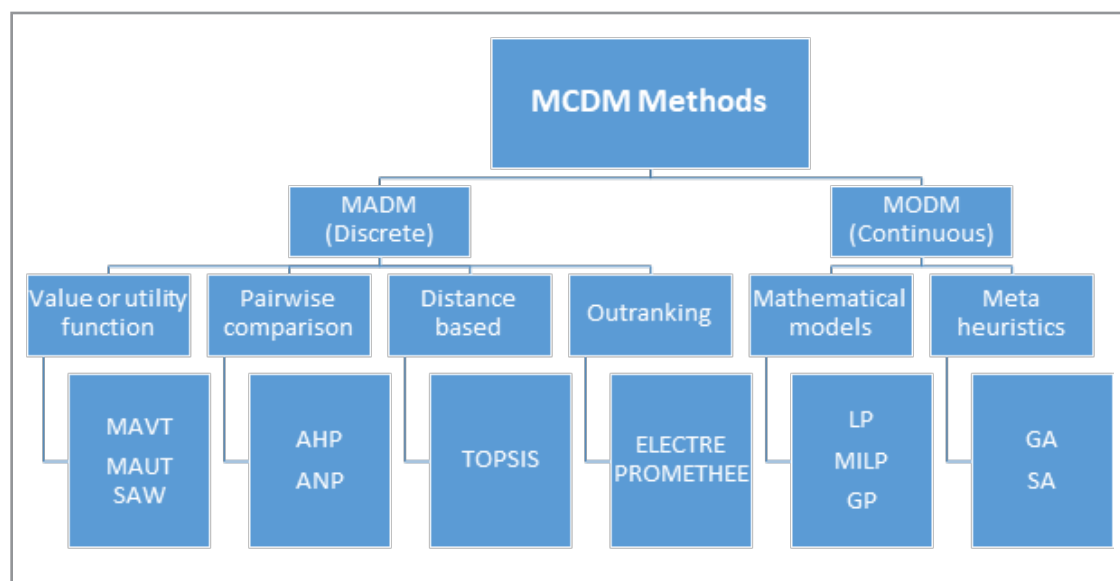 MCDM Methods
MADM
(Discrete)
MODM
(Continuous)
Value or utility
function
Pairwise
comparison
Distance
based
Outranking
Mathematical
models
Meta
heuristics
MAVT
MAUT
SAW
AHP
ANP
TOPSIS
ELECTRE
PROMETHEE
LP
MILP
GP
GA
SA